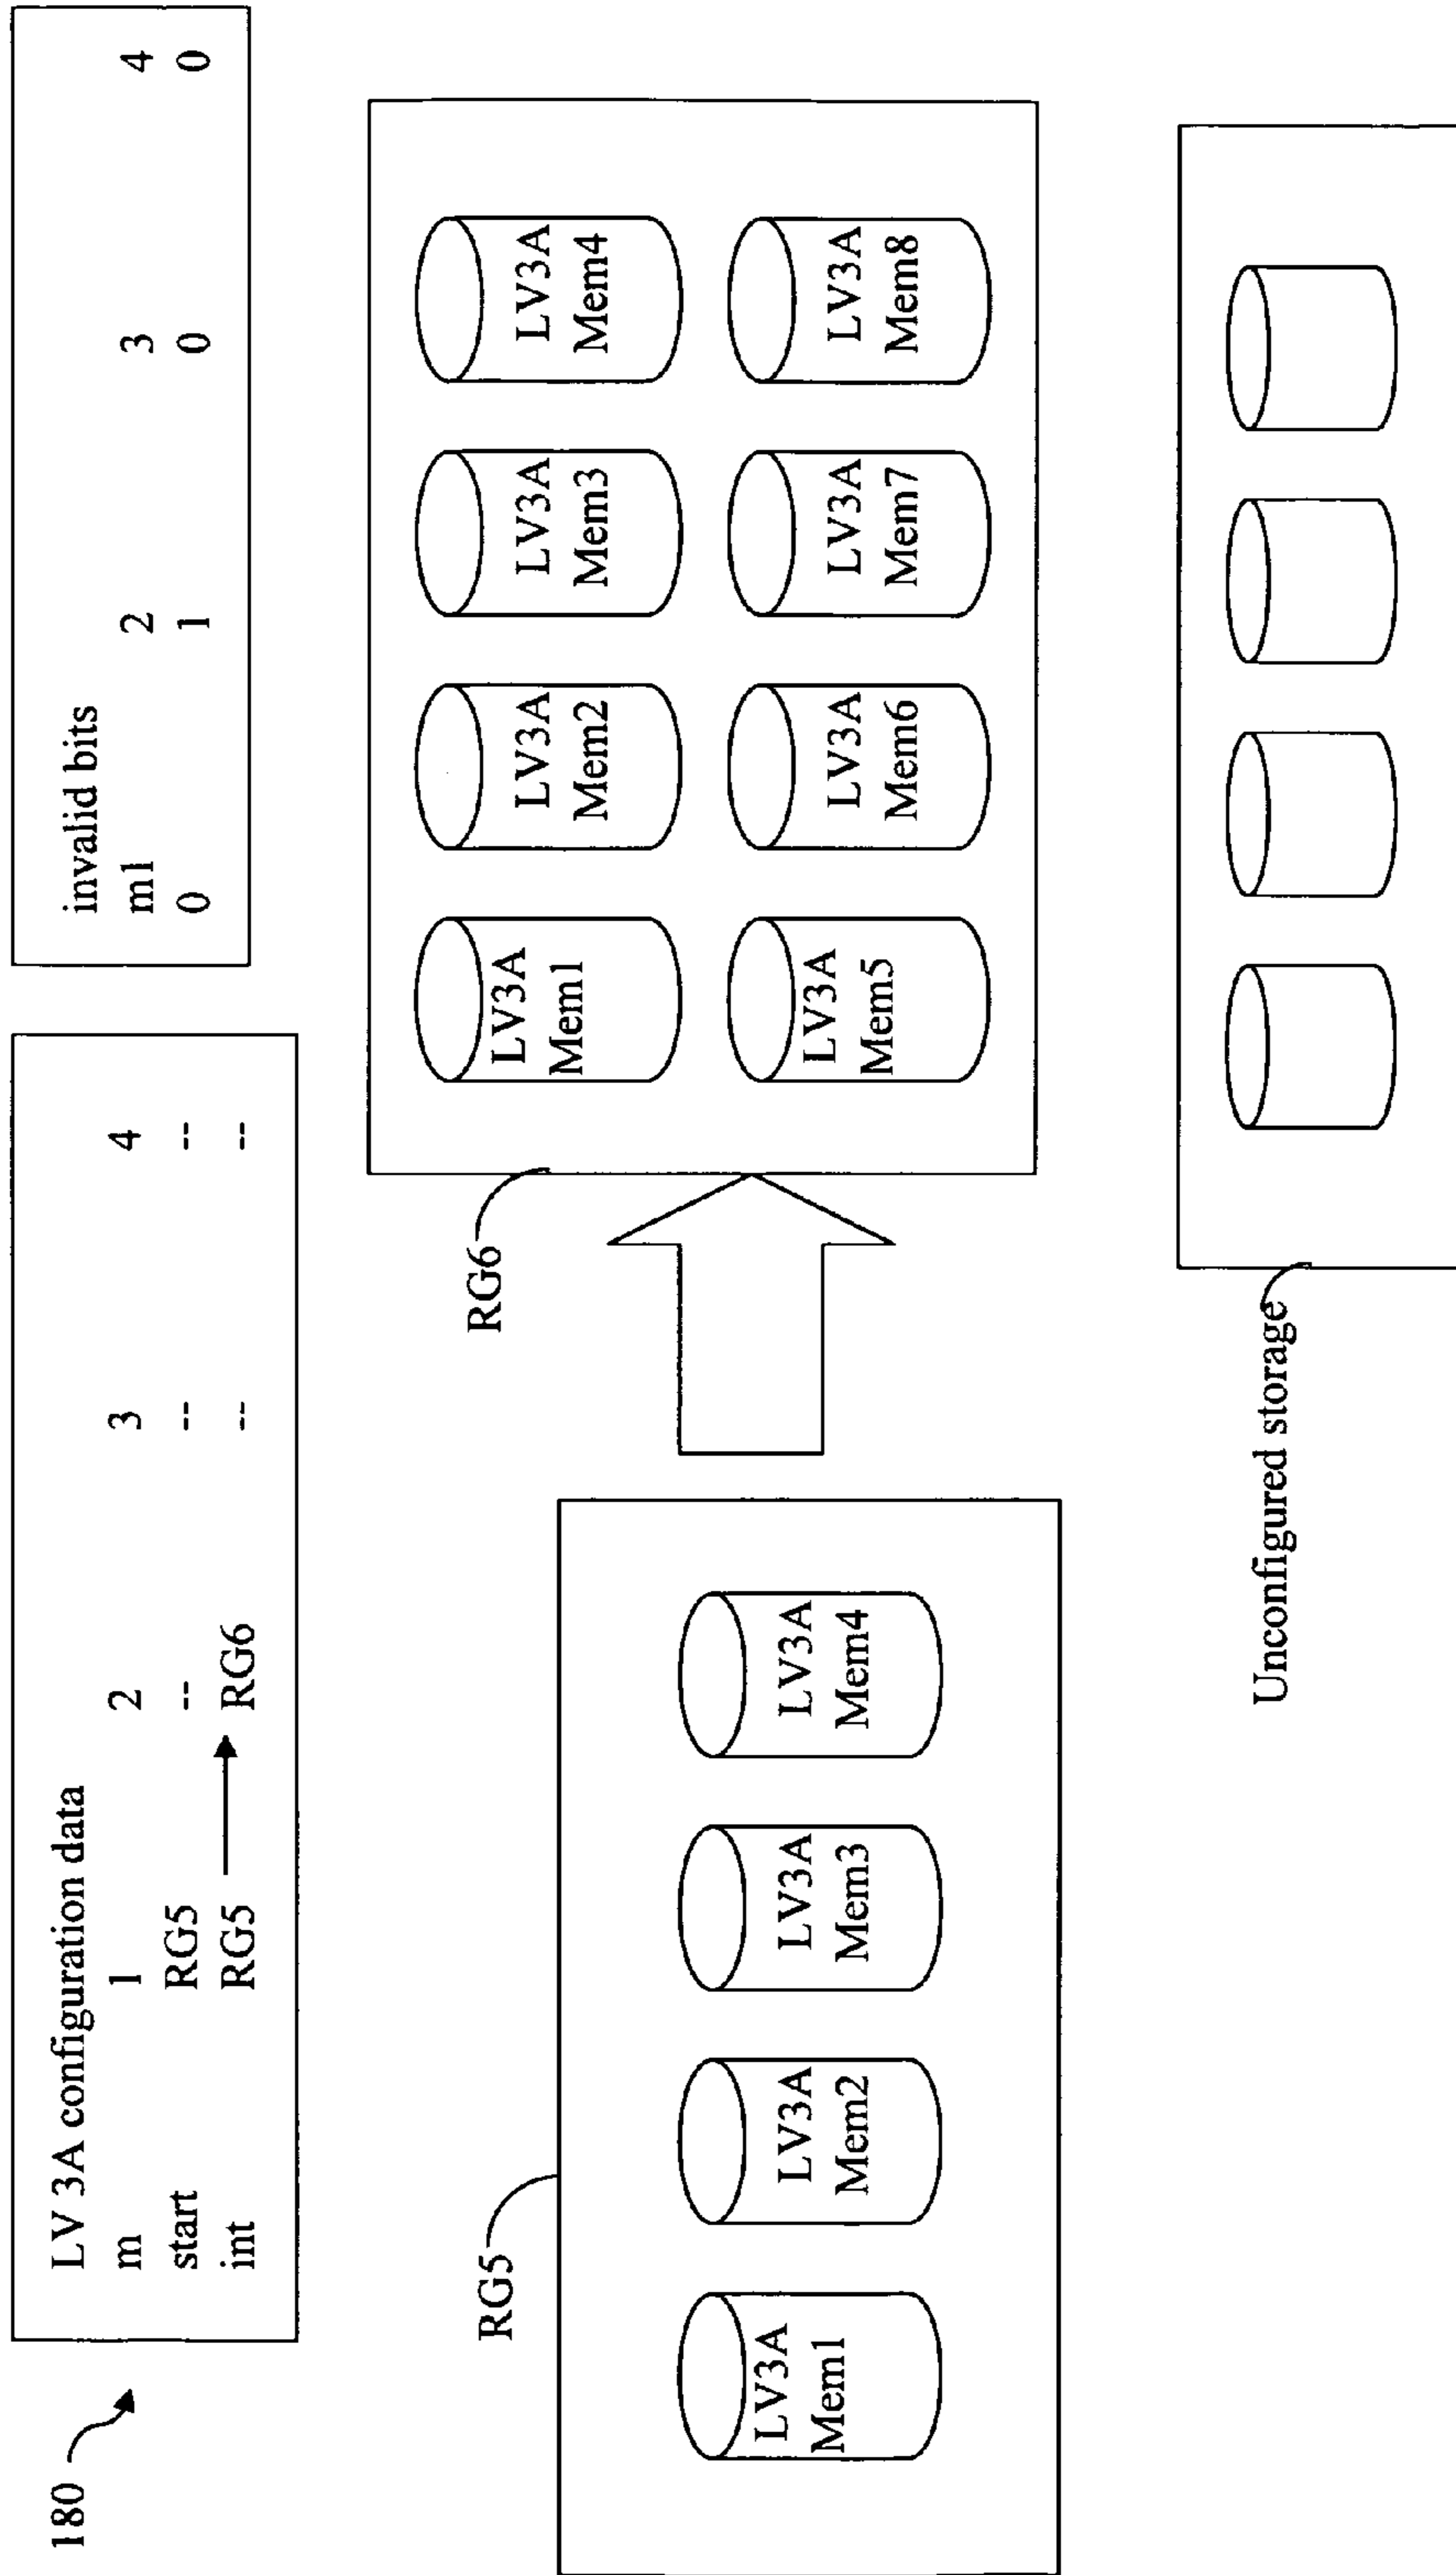 180
LV 3A configuration data
m 1 2 3 4
start RG5 -- -- --
int RG5 RG6 -- --
invalid bits
m1 2 3 4
0 1 0 0
RG5
LV3A
Mem1
LV3A
Mem2
LV3A
Mem3
LV3A
Mem4
RG6
LV3A
Mem1
LV3A
Mem2
LV3A
Mem3
LV3A
Mem4
LV3A
Mem5
LV3A
Mem6
LV3A
Mem7
LV3A
Mem8
Unconfigured storage